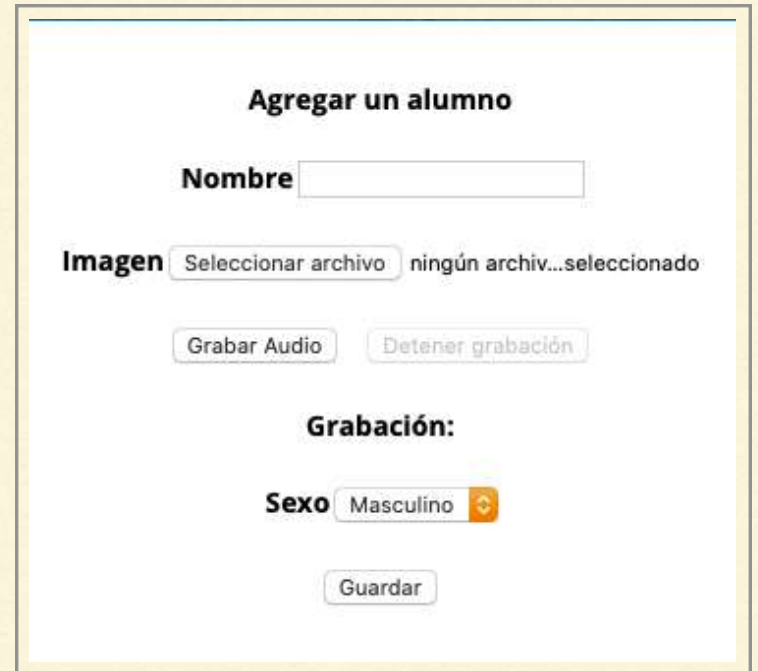 Agregar un alumno
Nombre
Imagen Seleccionar archivo ningún archiv...seleccionado
Grabar Audio Detener grabación
Grabación:
Sexo Masculino
Guardar